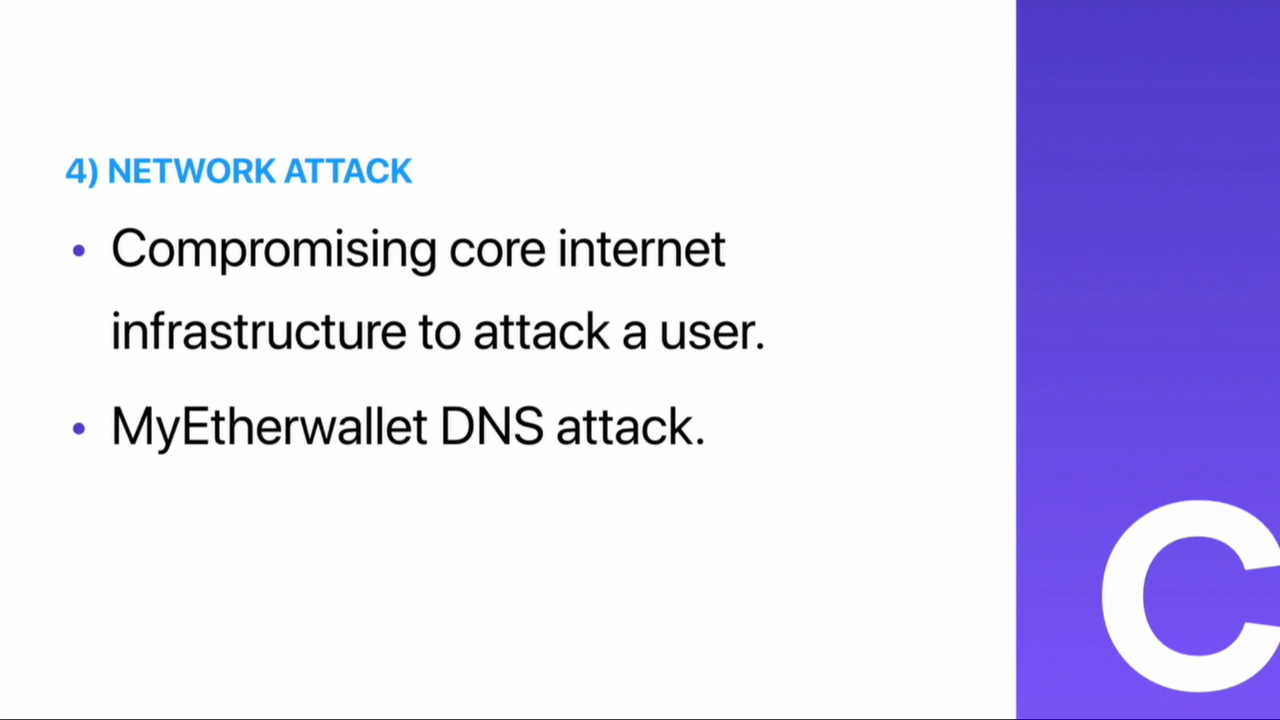 4) NETWORK ATTACK
• Compromising core internet
infrastructure to attack a user.
• MyEtherwallet DNS attack.
C